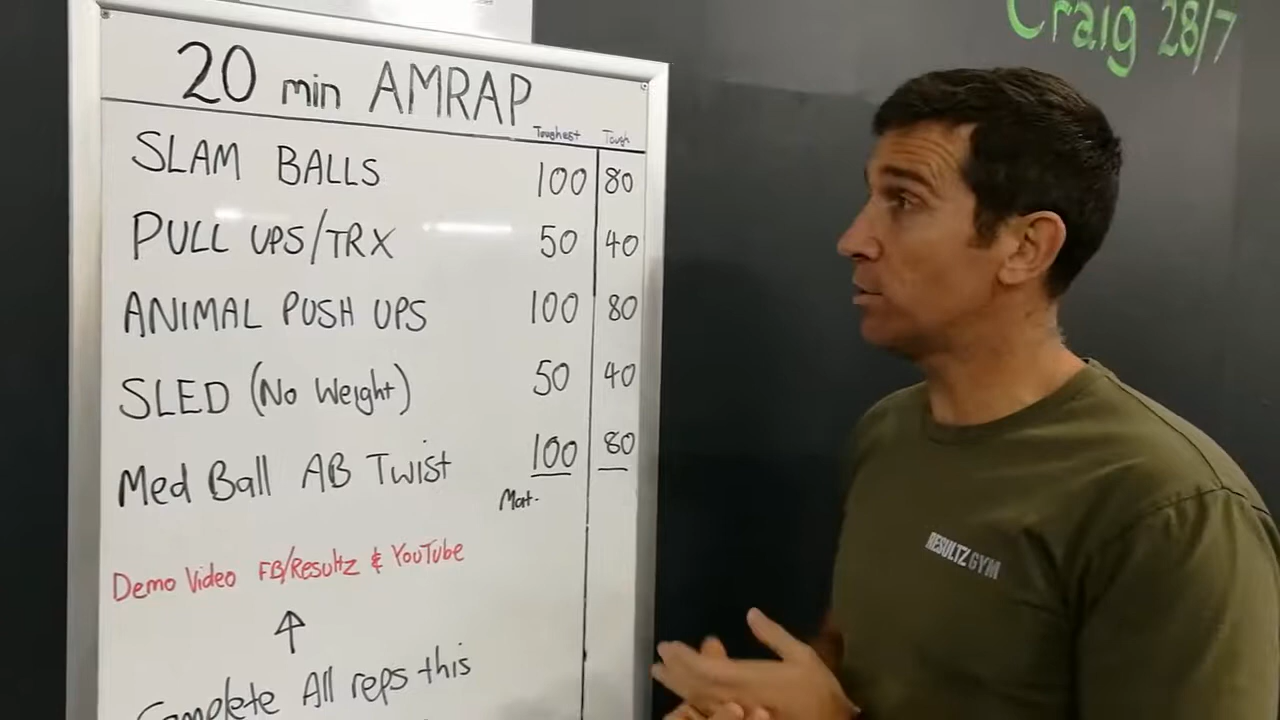 Craig 28/7
20 min AMRAP
Toughest Tough
SLAM BALLS 100 80
PULL UPS/TRX 50 40
ANIMAL PUSH UPS 100 80
SLED (No Weight) 50 40
Med Ball AB Twist 100 80
Demo Video FB/Resultz & YouTube
Complete All reps this
RESULTZ GYM